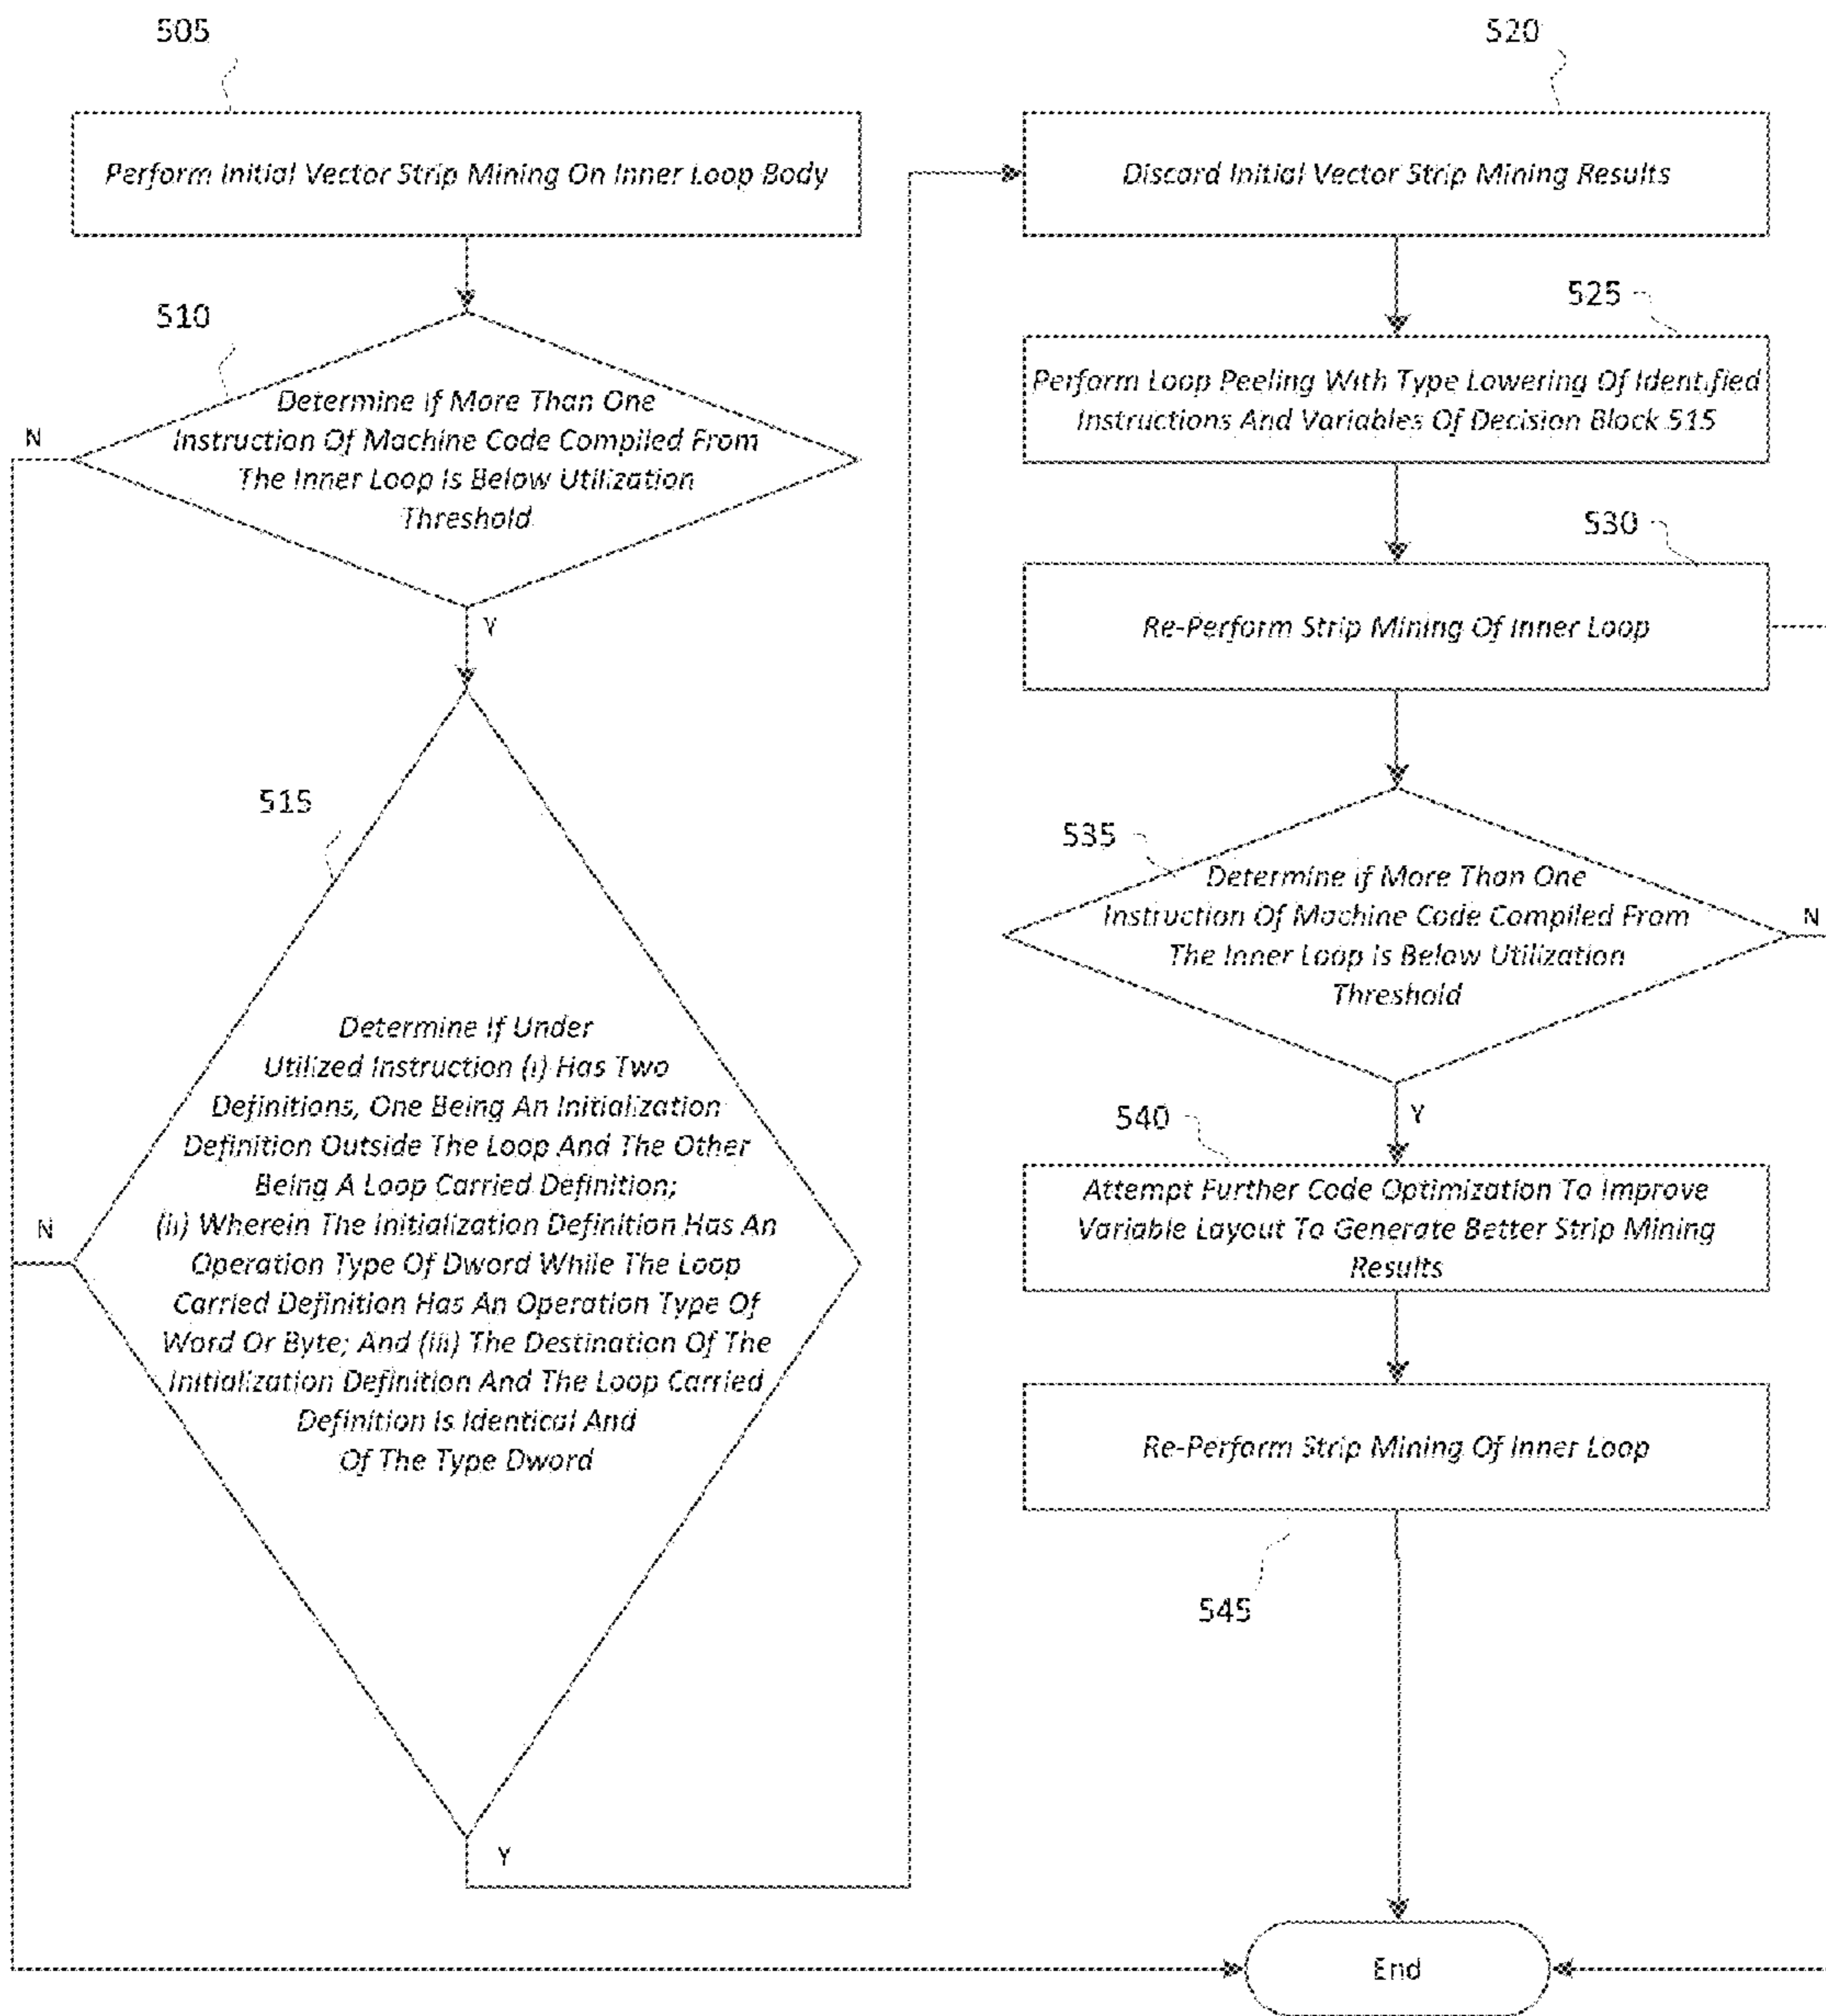 505
Perform Initial Vector Strip Mining On Inner Loop Body
510
Determine If More Than One
Instruction Of Machine Code Compiled From
The Inner Loop Is Below Utilization
Threshold
N
Y
515
Determine If Under
Utilized Instruction (i) Has Two
Definitions, One Being An Initialization
Definition Outside The Loop And The Other
Being A Loop Carried Definition;
(ii) Wherein The Initialization Definition Has An
Operation Type Of Dword While The Loop
Carried Definition Has An Operation Type Of
Word Or Byte; And (iii) The Destination Of The
Initialization Definition And The Loop Carried
Definition Is Identical And
Of The Type Dword
N
Y
520
Discard Initial Vector Strip Mining Results
525
Perform Loop Peeling With Type Lowering Of Identified
Instructions And Variables Of Decision Block 515
530
Re-Perform Strip Mining Of Inner Loop
535
Determine If More Than One
Instruction Of Machine Code Compiled From
The Inner Loop Is Below Utilization
Threshold
N
Y
540
Attempt Further Code Optimization To Improve
Variable Layout To Generate Better Strip Mining
Results
Re-Perform Strip Mining Of Inner Loop
545
End